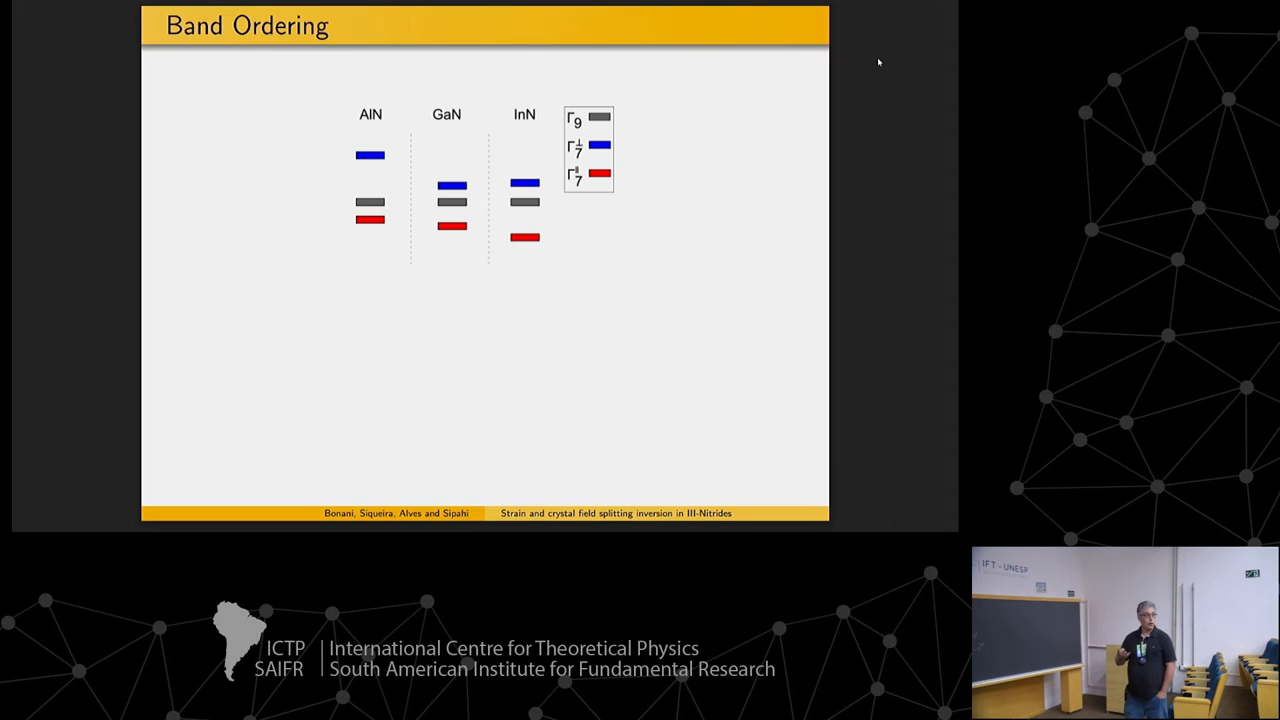 Band Ordering
AlN GaN InN
Γ9
Γ7⊥
Γ7∥
Bonani, Siqueira, Alves and Sipahi Strain and crystal field splitting inversion in III-Nitrides
IFT - UNESP
ICTP International Centre for Theoretical Physics
SAIFR South American Institute for Fundamental Research